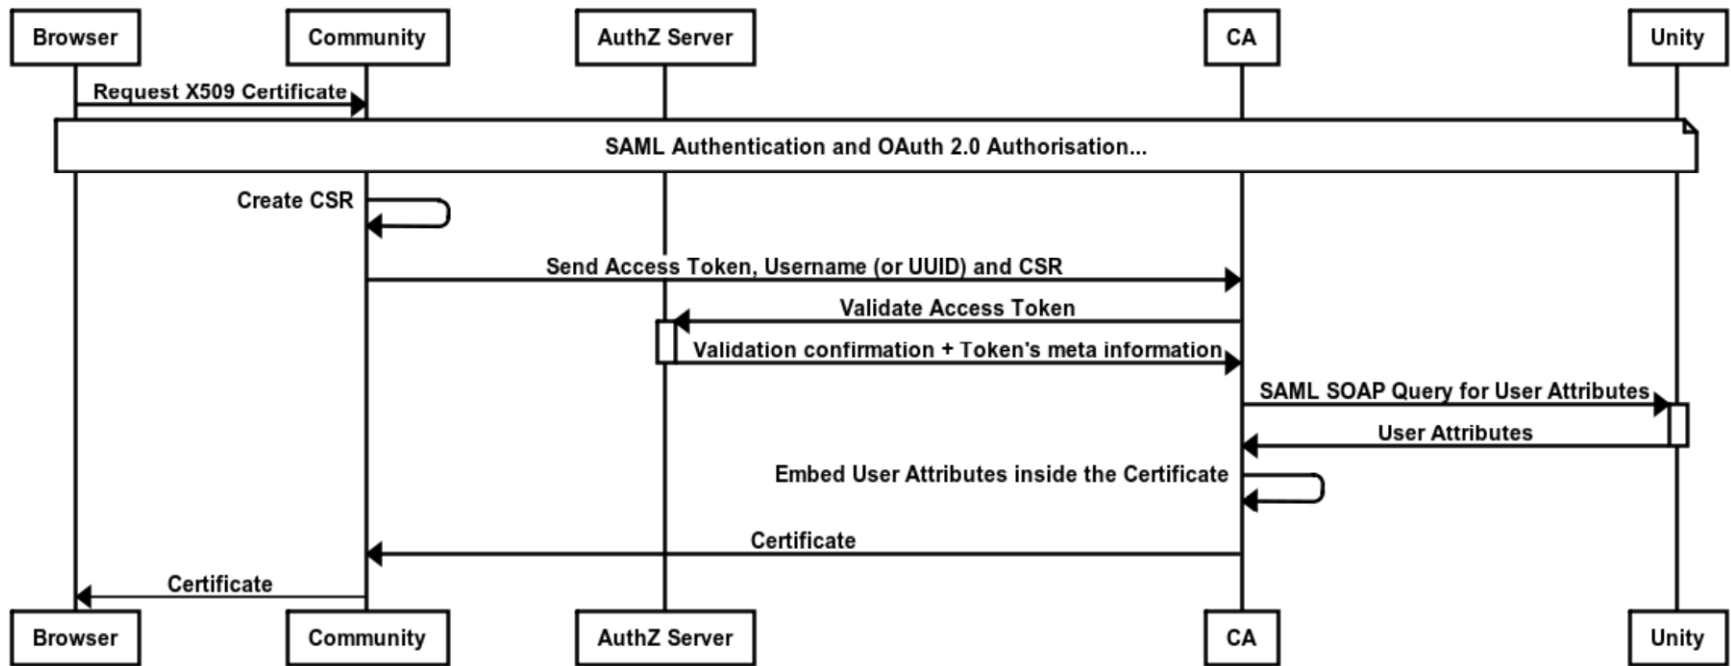 Browser
Community
AuthZ Server
CA
Unity
Request X509 Certificate
SAML Authentication and OAuth 2.0 Authorisation...
Create CSR
Send Access Token, Username (or UUID) and CSR
Validate Access Token
Validation confirmation + Token's meta information
SAML SOAP Query for User Attributes
User Attributes
Embed User Attributes inside the Certificate
Certificate
Certificate
Browser
Community
AuthZ Server
CA
Unity